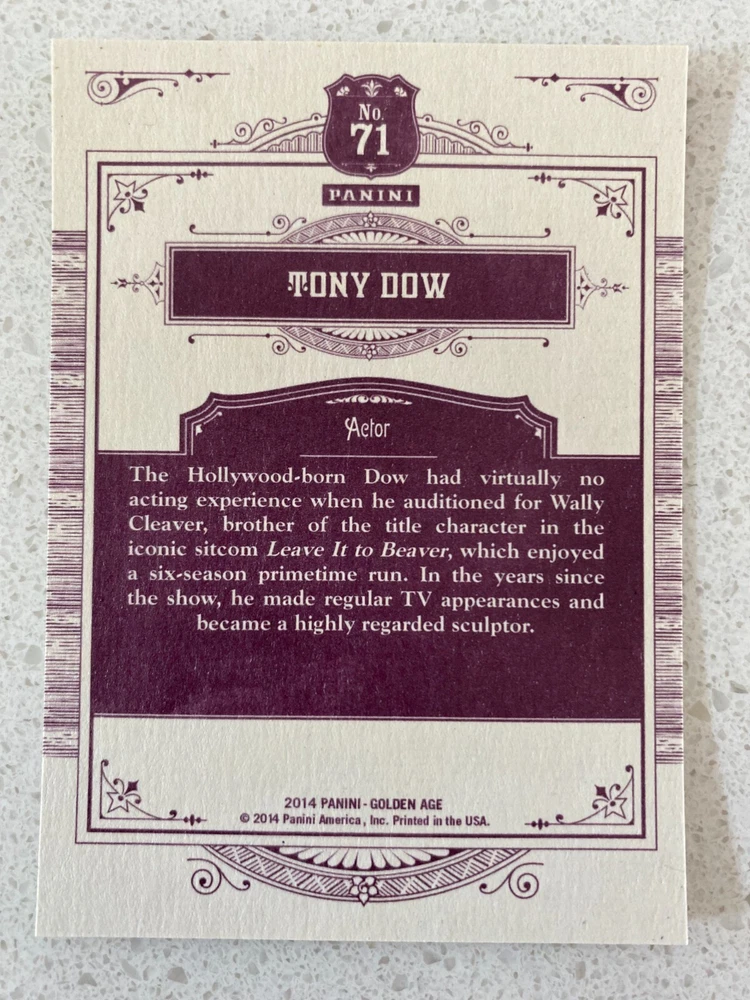 No.
71
PANINI
TONY DOW
Actor
The Hollywood-born Dow had virtually no
acting experience when he auditioned for Wally
Cleaver, brother of the title character in the
iconic sitcom Leave It to Beaver, which enjoyed
a six-season primetime run. In the years since
the show, he made regular TV appearances and
became a highly regarded sculptor.
2014 PANINI - GOLDEN AGE
© 2014 Panini America, Inc. Printed in the USA.